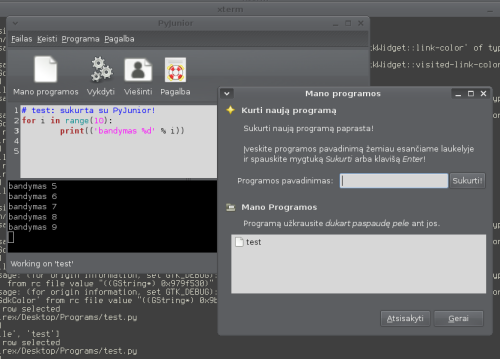 xterm
PyJunior
Failas Keisti Programa Pagalba
Mano programos Vykdyti Viešinti Pagalba
1 # test: sukurta su PyJunior!
2 for i in range(10):
3 print(('bandymas %d' % i))
4
5
bandymas 5
bandymas 6
bandymas 7
bandymas 8
bandymas 9
Working on 'test'
kWidget::link-color' of typ
kWidget::visited-link-color
Mano programos
Kurti naują programą
Sukurti naują programą paprasta!
Įveskite programos pavadinimą žemiau esančiame laukelyje
ir spauskite mygtuką Sukurti arba klavišą Enter!
Programos pavadinimas: Sukurti!
Mano Programos
Programą užkrausite dukart paspaudę pele ant jos.
test
Atsisakyti Gerai
sage: (for origin information, set GTK_DEBUG):
from rc file value "((GString*) 0x979f530)"
sage: (for origin information, set GTK_DEBUG):
GdkColor' from rc file value "((GString*) 0x9
row selected
rex/Desktop/Programs/test.py
le', 'test']
row selected
rex/Desktop/Programs/test.py